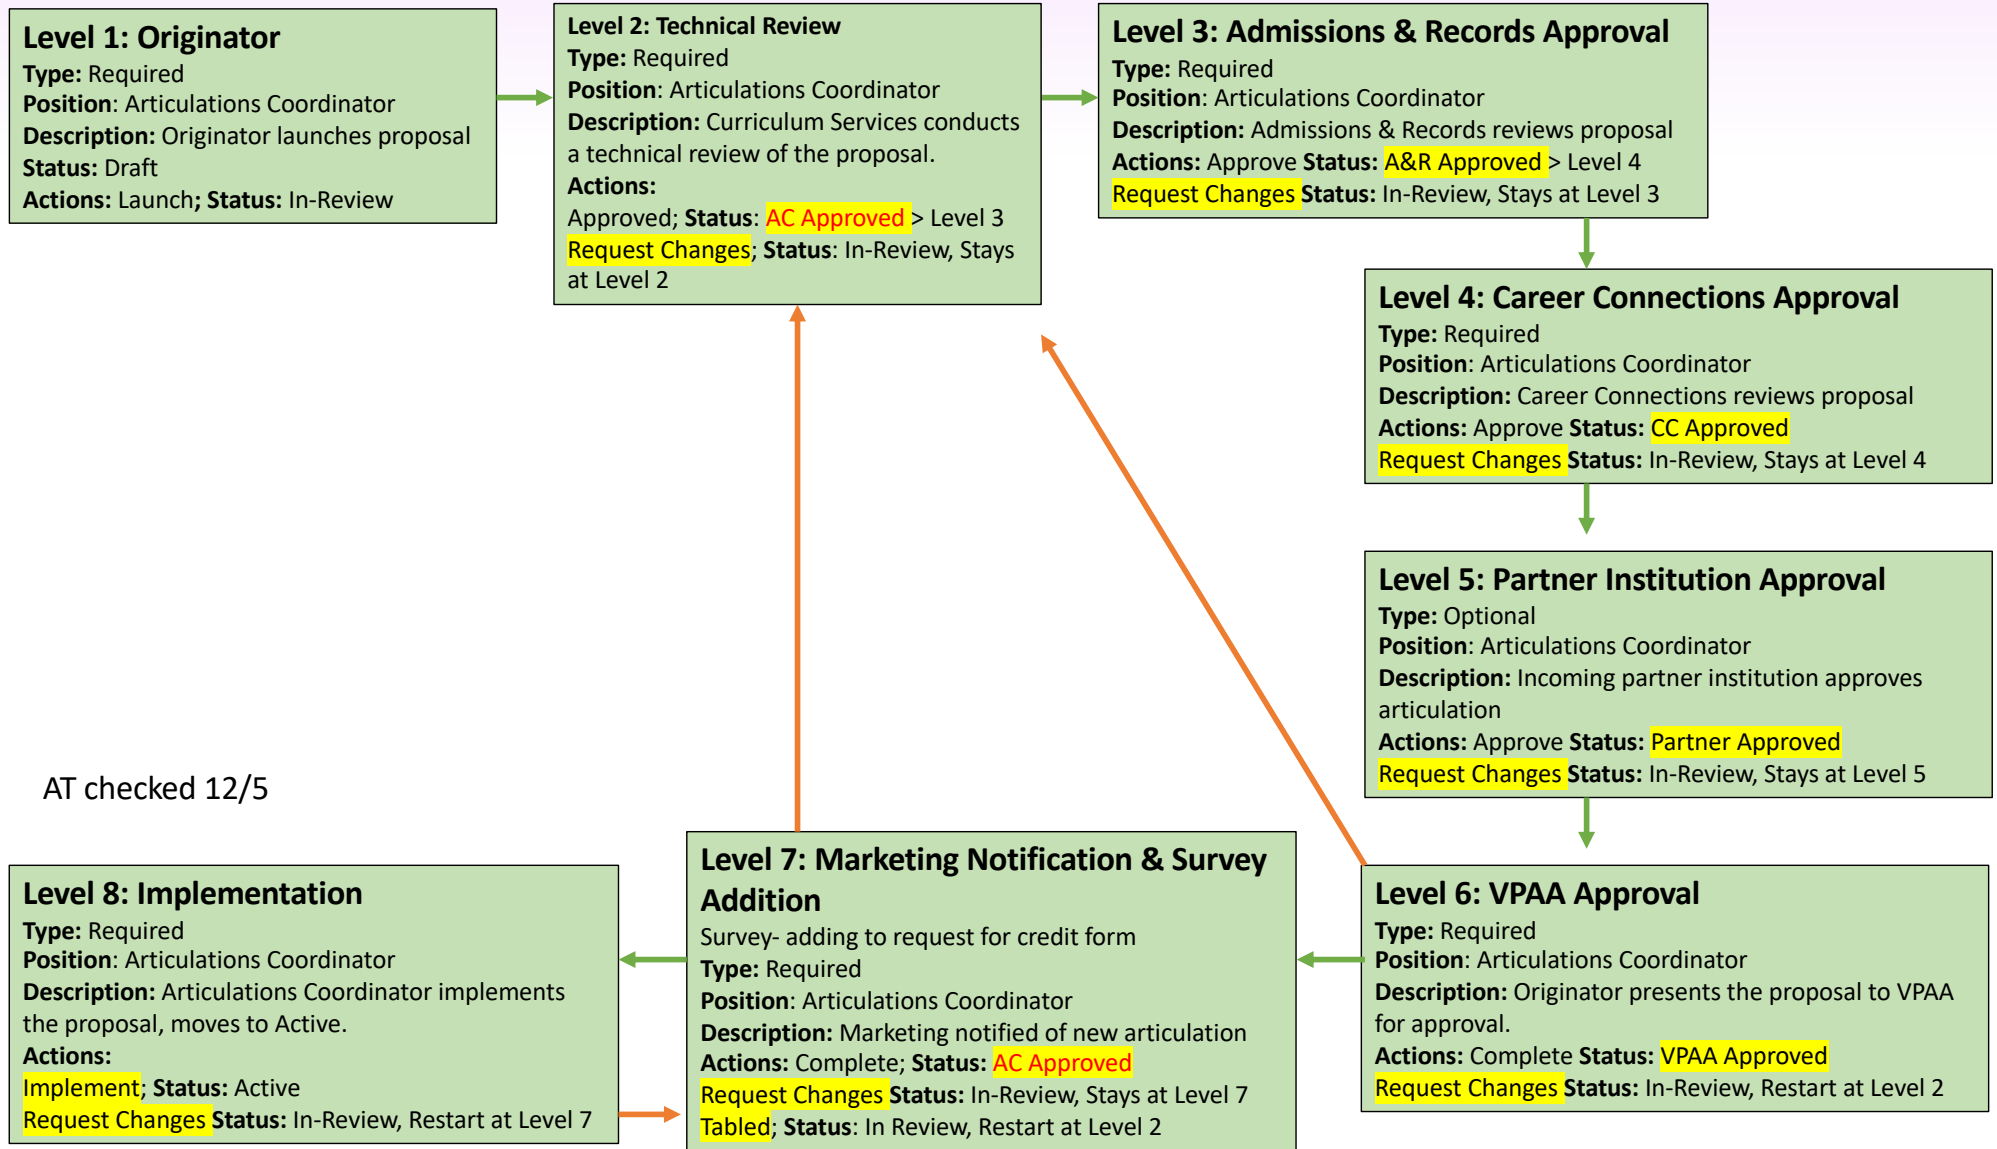 Level 1: Originator
Type: Required
Position: Articulations Coordinator
Description: Originator launches proposal
Status: Draft
Actions: Launch; Status: In-Review
Level 2: Technical Review
Type: Required
Position: Articulations Coordinator
Description: Curriculum Services conducts
a technical review of the proposal.
Actions:
Approved; Status: AC Approved > Level 3
Request Changes; Status: In-Review, Stays
at Level 2
Level 3: Admissions & Records Approval
Type: Required
Position: Articulations Coordinator
Description: Admissions & Records reviews proposal
Actions: Approve Status: A&R Approved > Level 4
Request Changes Status: In-Review, Stays at Level 3
Level 4: Career Connections Approval
Type: Required
Position: Articulations Coordinator
Description: Career Connections reviews proposal
Actions: Approve Status: CC Approved
Request Changes Status: In-Review, Stays at Level 4
Level 5: Partner Institution Approval
Type: Optional
Position: Articulations Coordinator
Description: Incoming partner institution approves
articulation
Actions: Approve Status: Partner Approved
Request Changes Status: In-Review, Stays at Level 5
Level 6: VPAA Approval
Type: Required
Position: Articulations Coordinator
Description: Originator presents the proposal to VPAA
for approval.
Actions: Complete Status: VPAA Approved
Request Changes Status: In-Review, Restart at Level 2
Level 7: Marketing Notification & Survey
Addition
Survey- adding to request for credit form
Type: Required
Position: Articulations Coordinator
Description: Marketing notified of new articulation
Actions: Complete; Status: AC Approved
Request Changes Status: In-Review, Stays at Level 7
Tabled; Status: In Review, Restart at Level 2
Level 8: Implementation
Type: Required
Position: Articulations Coordinator
Description: Articulations Coordinator implements
the proposal, moves to Active.
Actions:
Implement; Status: Active
Request Changes Status: In-Review, Restart at Level 7
AT checked 12/5